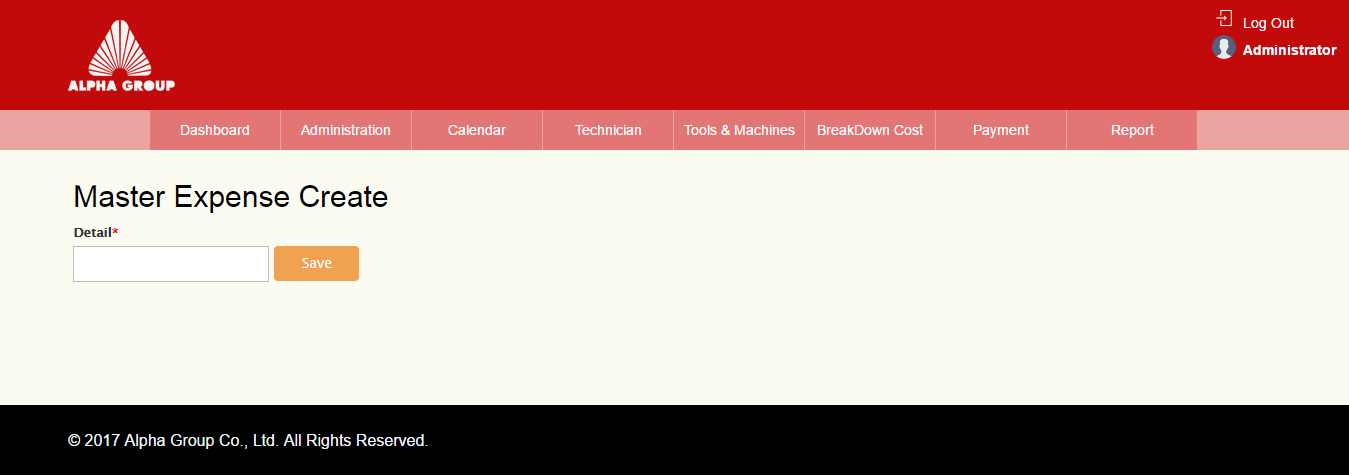 Log Out
Administrator
ALPHA GROUP
Dashboard Administration Calendar Technician Tools & Machines BreakDown Cost Payment Report
Master Expense Create
Detail*
Save
© 2017 Alpha Group Co., Ltd. All Rights Reserved.